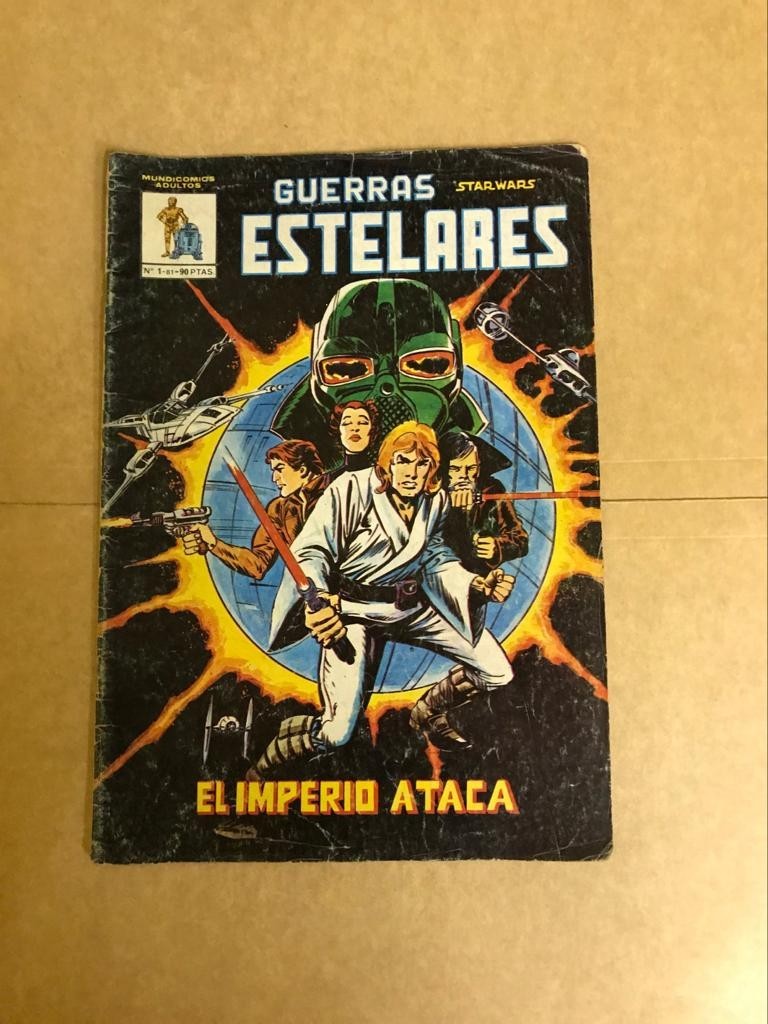 MUNDICOMICS
ADULTOS
Nº 1-81-90 PTAS.
GUERRAS "STAR WARS"
ESTELARES
EL IMPERIO ATACA